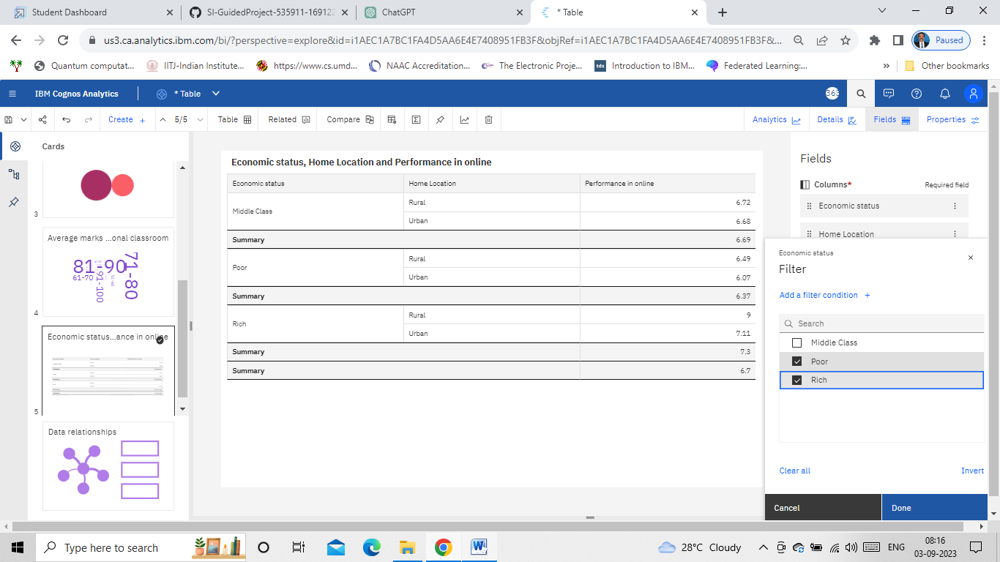 Student Dashboard
SI-GuidedProject-535911-169122
ChatGPT
* Table
us3.ca.analytics.ibm.com/bi/?perspective=explore&id=i1AEC1A7BC1FA4D5AA6E4E7408951FB3F&objRef=i1AEC1A7BC1FA4D5AA6E4E7408951FB3F&...
Paused
Quantum computat...
IITJ-Indian Institute...
https://www.cs.umd...
NAAC Accreditation...
The Electronic Proje...
tds
Introduction to IBM...
Federated Learning:...
»
Other bookmarks
IBM Cognos Analytics
* Table
363
Create +
5/5
Table
Related
Compare
Analytics
Details
Fields
Properties
Cards
3
Average marks ...onal classroom
81-90
71-80
61-70
91-100
4
Economic status...ance in online
5
Data relationships
Economic status, Home Location and Performance in online
Economic status Home Location Performance in online
Middle Class Rural 6.72
Urban 6.68
Summary 6.69
Poor Rural 6.49
Urban 6.07
Summary 6.37
Rich Rural 9
Urban 7.11
Summary 7.3
Summary 6.7
Fields
Columns* Required field
Economic status
Home Location
Economic status
Filter
Add a filter condition +
Search
Middle Class
Poor
Rich
Clear all Invert
Cancel Done
Type here to search
28°C Cloudy
ENG
08:16
03-09-2023